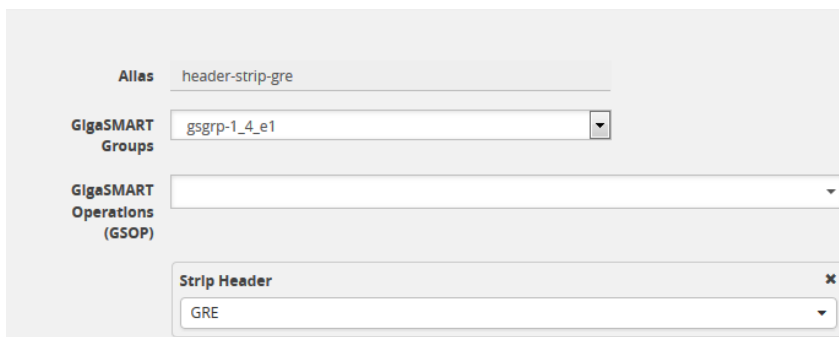 Alias header-strip-gre
GigaSMART gsgrp-1_4_e1
Groups
GigaSMART
Operations
(GSOP)
Strip Header
GRE